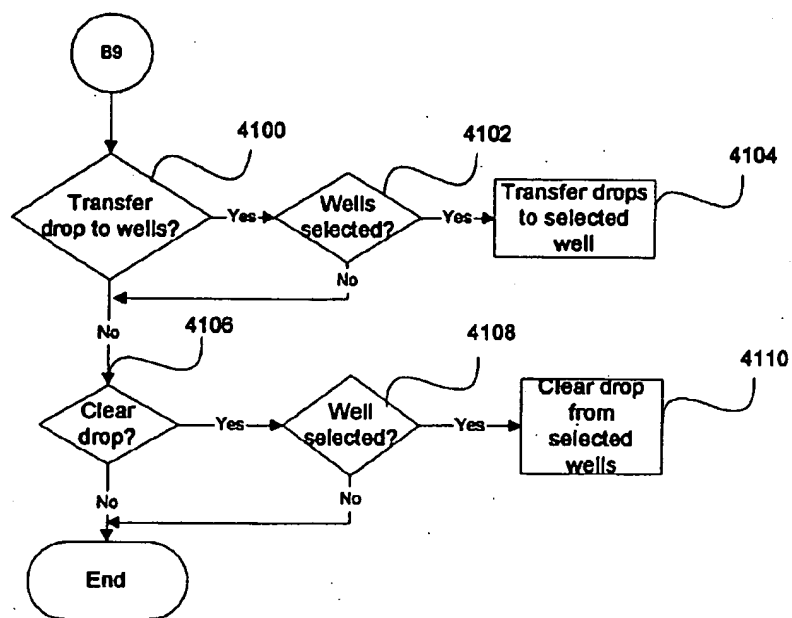 B9
4100
4102
4104
Transfer
drop to wells?
Yes
Wells
selected?
Yes
Transfer drops
to selected
well
No
No
4106
4108
4110
Clear
drop?
Yes
Well
selected?
Yes
Clear drop
from
selected
wells
No
No
End